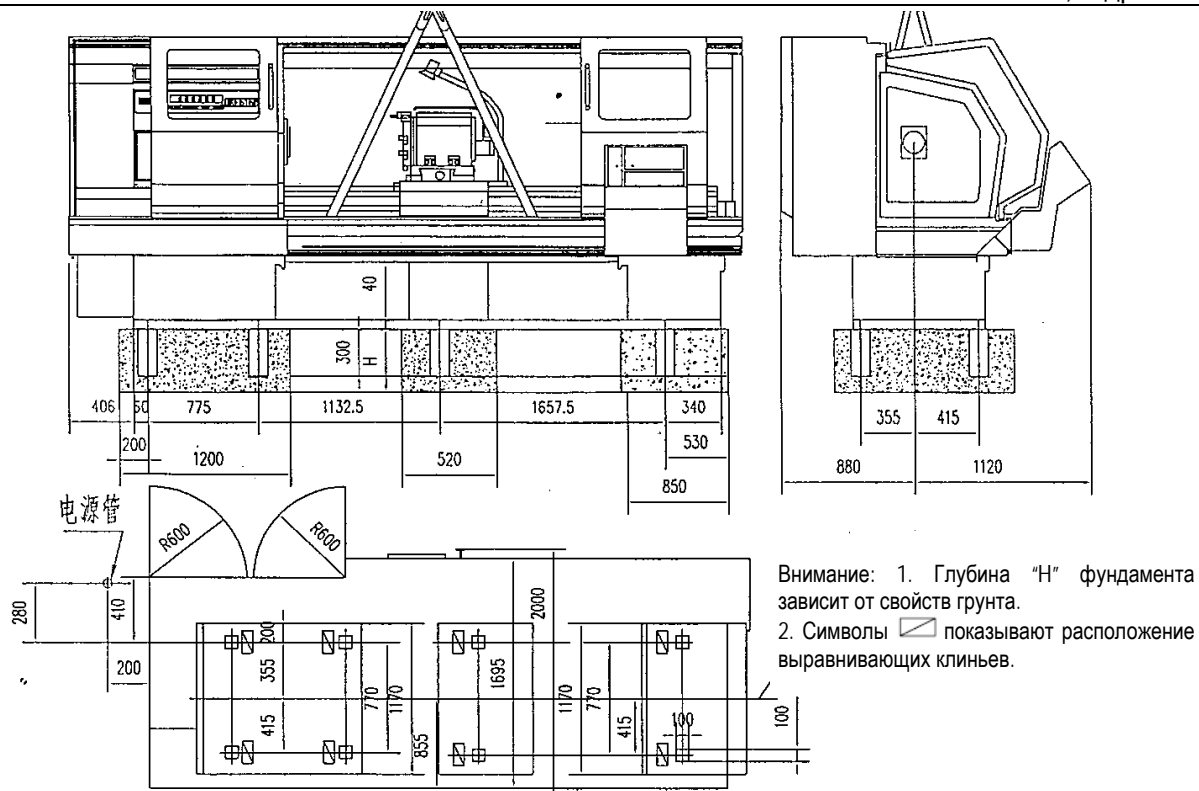 40
300
H
406 60 775 1132.5 1657.5 340
355 415
200 1200 520 530
880 1120
850
电源管
R600 R600
280 410 2000
200
200 355 415
770 1170 855
1695
1170 770 415
100
100
Внимание: 1. Глубина “H” фундамента
зависит от свойств грунта.
2. Символы показывают расположение
выравнивающих клиньев.